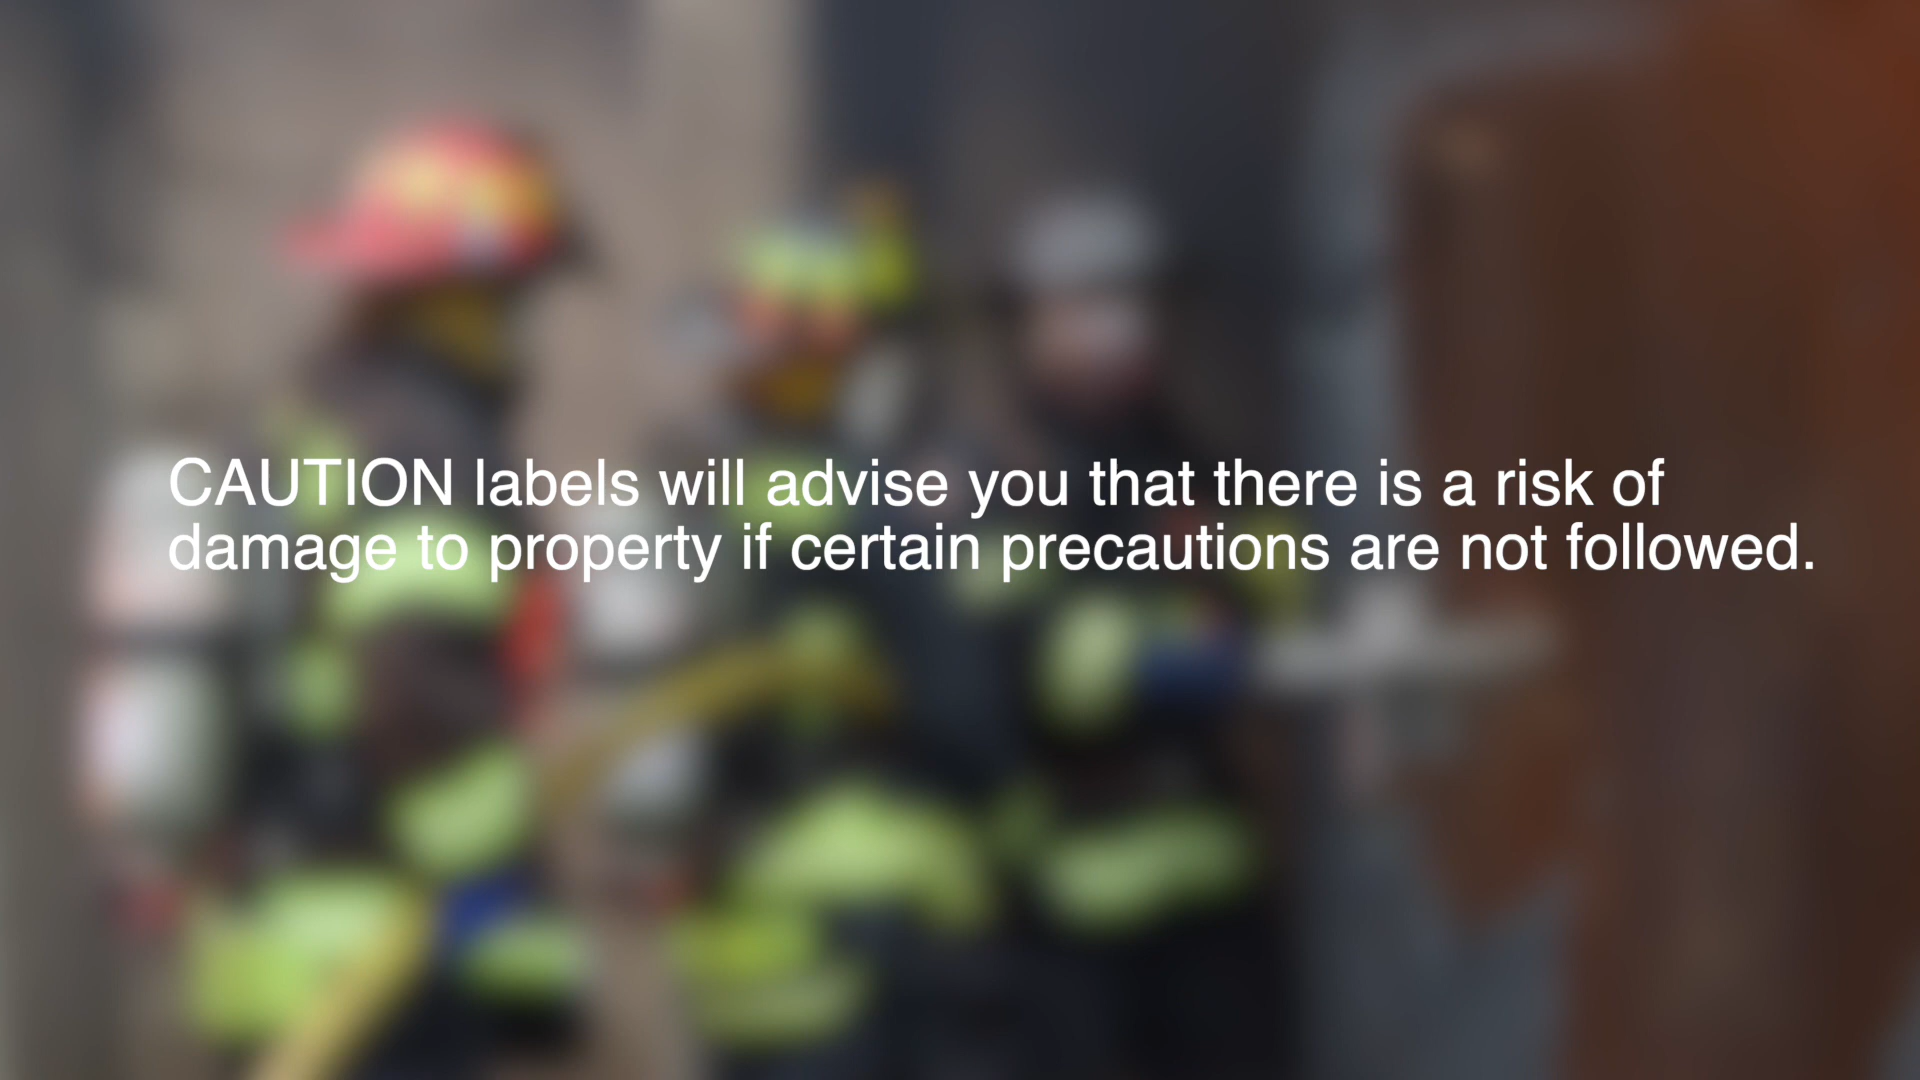 CAUTION labels will advise you that there is a risk of
damage to property if certain precautions are not followed.